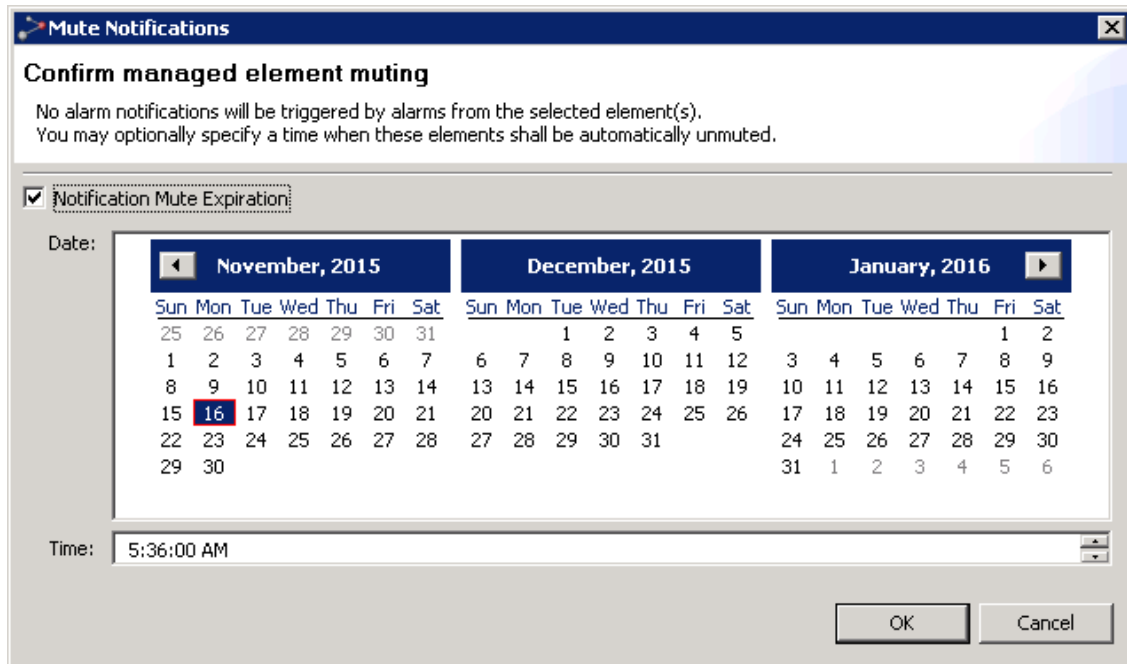 Mute Notifications
Confirm managed element muting
No alarm notifications will be triggered by alarms from the selected element(s).
You may optionally specify a time when these elements shall be automatically unmuted.
Notification Mute Expiration
Date:
November, 2015 December, 2015 January, 2016
Sun Mon Tue Wed Thu Fri Sat Sun Mon Tue Wed Thu Fri Sat Sun Mon Tue Wed Thu Fri Sat
25 26 27 28 29 30 31 1 2 3 4 5 1 2
1 2 3 4 5 6 7 6 7 8 9 10 11 12 3 4 5 6 7 8 9
8 9 10 11 12 13 14 13 14 15 16 17 18 19 10 11 12 13 14 15 16
15 16 17 18 19 20 21 20 21 22 23 24 25 26 17 18 19 20 21 22 23
22 23 24 25 26 27 28 27 28 29 30 31 24 25 26 27 28 29 30
29 30 31 1 2 3 4 5 6
Time: 5:36:00 AM
OK Cancel